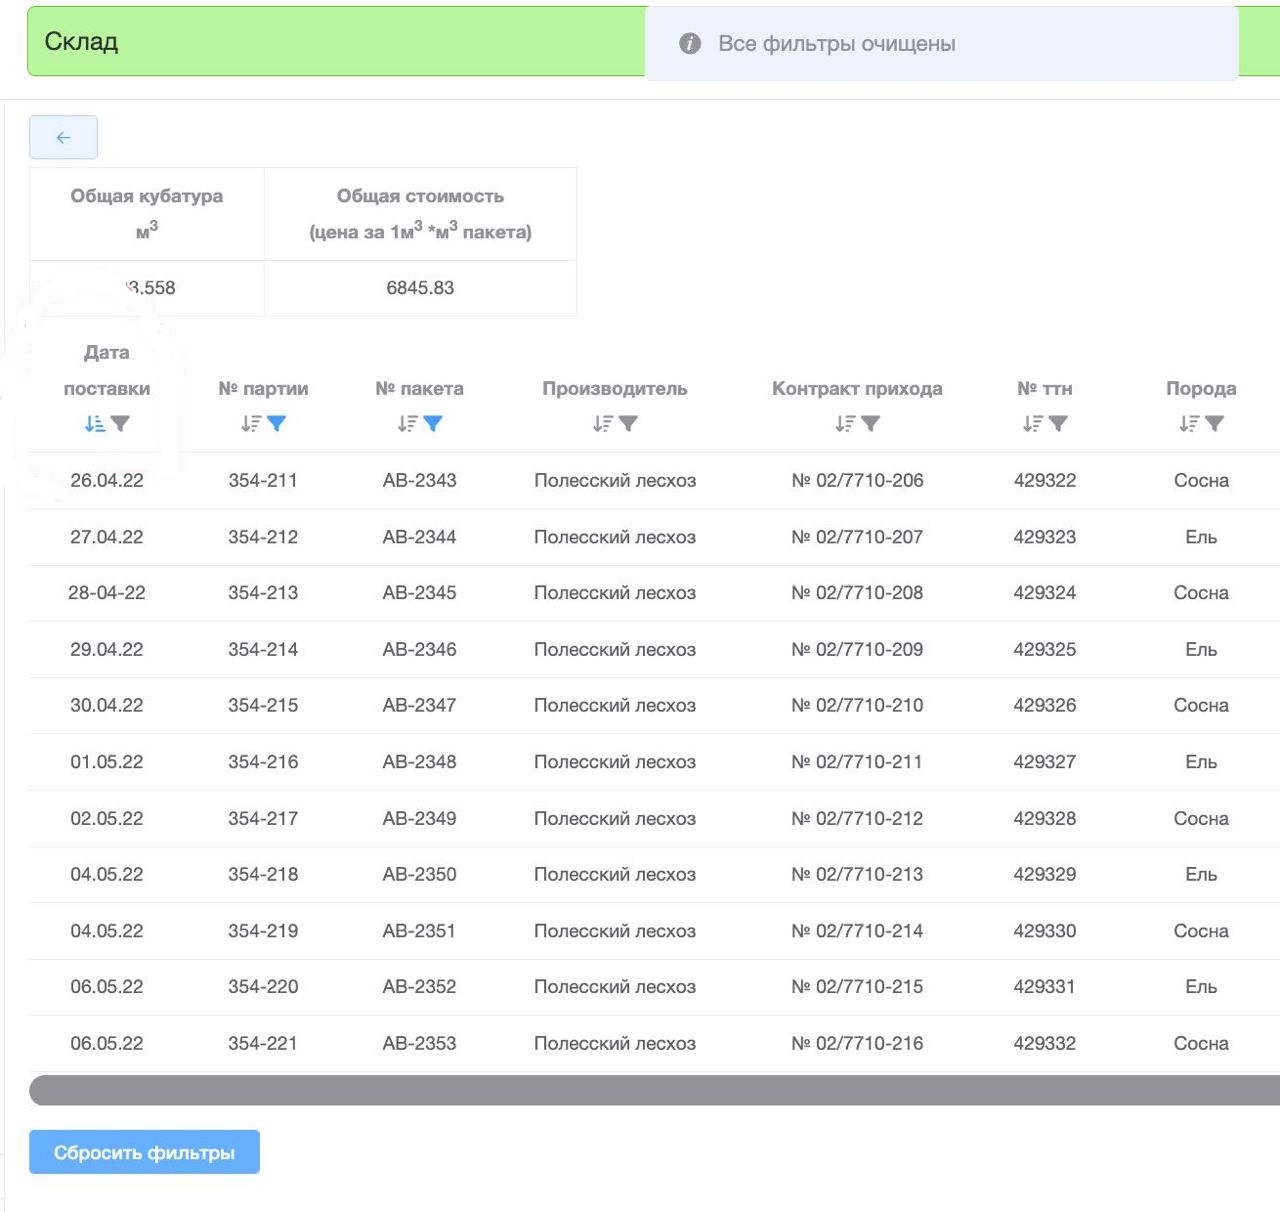 Склад
Все фильтры очищены
Общая кубатура м³ Общая стоимость (цена за 1м³ *м³ пакета)
3.558 6845.83
Дата поставки № партии № пакета Производитель Контракт прихода № ттн Порода
26.04.22 354-211 АВ-2343 Полесский лесхоз № 02/7710-206 429322 Сосна
27.04.22 354-212 АВ-2344 Полесский лесхоз № 02/7710-207 429323 Ель
28-04-22 354-213 АВ-2345 Полесский лесхоз № 02/7710-208 429324 Сосна
29.04.22 354-214 АВ-2346 Полесский лесхоз № 02/7710-209 429325 Ель
30.04.22 354-215 АВ-2347 Полесский лесхоз № 02/7710-210 429326 Сосна
01.05.22 354-216 АВ-2348 Полесский лесхоз № 02/7710-211 429327 Ель
02.05.22 354-217 АВ-2349 Полесский лесхоз № 02/7710-212 429328 Сосна
04.05.22 354-218 АВ-2350 Полесский лесхоз № 02/7710-213 429329 Ель
04.05.22 354-219 АВ-2351 Полесский лесхоз № 02/7710-214 429330 Сосна
06.05.22 354-220 АВ-2352 Полесский лесхоз № 02/7710-215 429331 Ель
06.05.22 354-221 АВ-2353 Полесский лесхоз № 02/7710-216 429332 Сосна
Сбросить фильтры